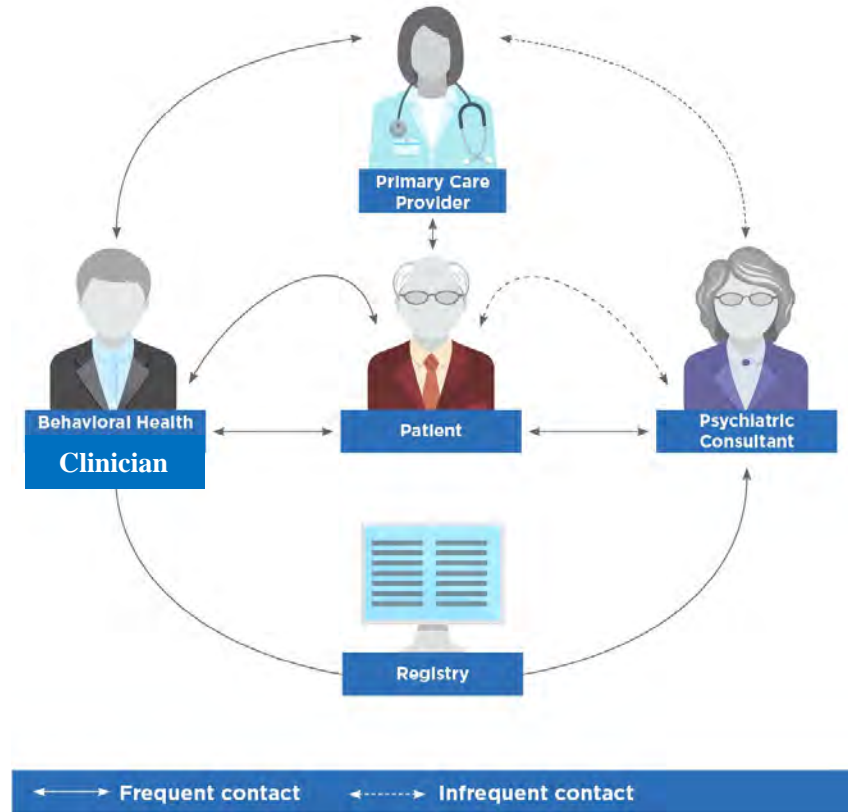 Primary Care
Provider
Behavioral Health
Clinician
Patient
Psychiatric
Consultant
Registry
Frequent contact
Infrequent contact